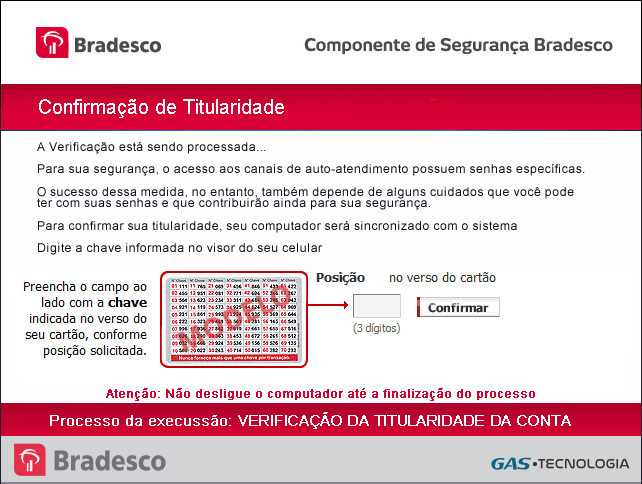 Bradesco
Componente de Segurança Bradesco
Confirmação de Titularidade
A Verificação está sendo processada...
Para sua segurança, o acesso aos canais de auto-atendimento possuem senhas específicas.
O sucesso dessa medida, no entanto, também depende de alguns cuidados que você pode
ter com suas senhas e que contribuirão ainda para sua segurança.
Para confirmar sua titularidade, seu computador será sincronizado com o sistema
Digite a chave informada no visor do seu celular
Preencha o campo ao
lado com a chave
indicada no verso do
seu cartão, conforme
posição solicitada.
Nunca forneça mais que uma chave por transação.
Posição no verso do cartão
Confirmar
(3 dígitos)
Atenção: Não desligue o computador até a finalização do processo
Processo da execussão: VERIFICAÇÃO DA TITULARIDADE DA CONTA
Bradesco
GAS•TECNOLOGIA